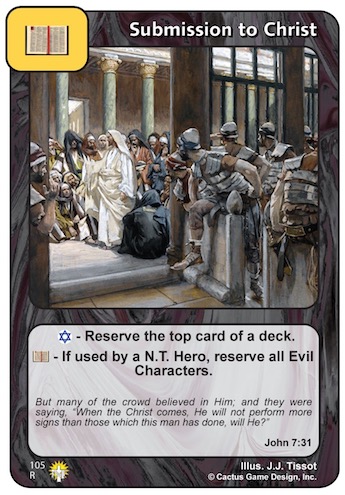 Submission to Christ
- Reserve the top card of a deck.
- If used by a N.T. Hero, reserve all Evil
Characters.
But many of the crowd believed in Him; and they were
saying, "When the Christ comes, He will not perform more
signs than those which this man has done, will He?"
John 7:31
105
R
Illus. J.J. Tissot
© Cactus Game Design, Inc.